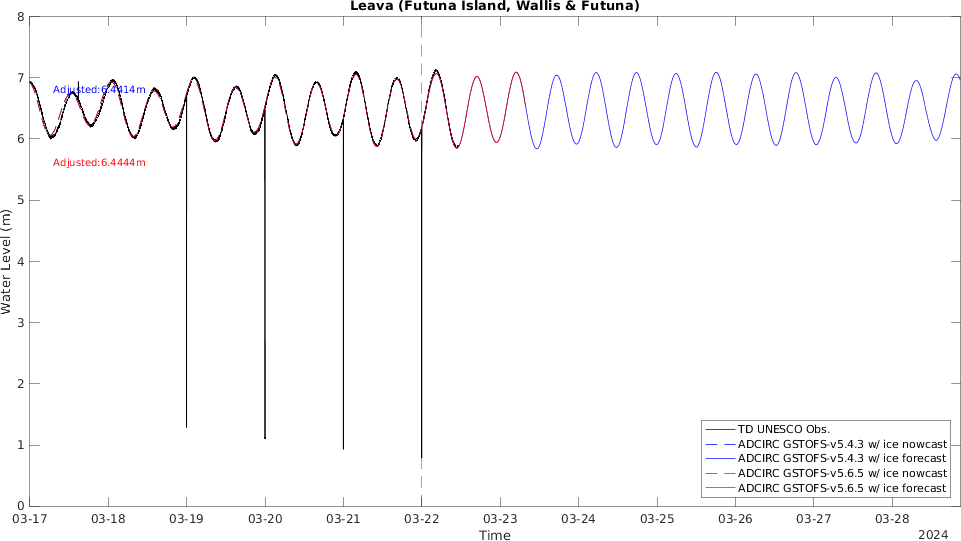 Leava (Futuna Island, Wallis & Futuna)
8
7
6
5
4
3
2
1
0
Water Level (m)
Adjusted:6.4414m
Adjusted:6.4444m
TD UNESCO Obs.
ADCIRC GSTOFS-v5.4.3 w/ ice nowcast
ADCIRC GSTOFS-v5.4.3 w/ ice forecast
ADCIRC GSTOFS-v5.6.5 w/ ice nowcast
ADCIRC GSTOFS-v5.6.5 w/ ice forecast
03-17 03-18 03-19 03-20 03-21 03-22 03-23 03-24 03-25 03-26 03-27 03-28
Time
2024